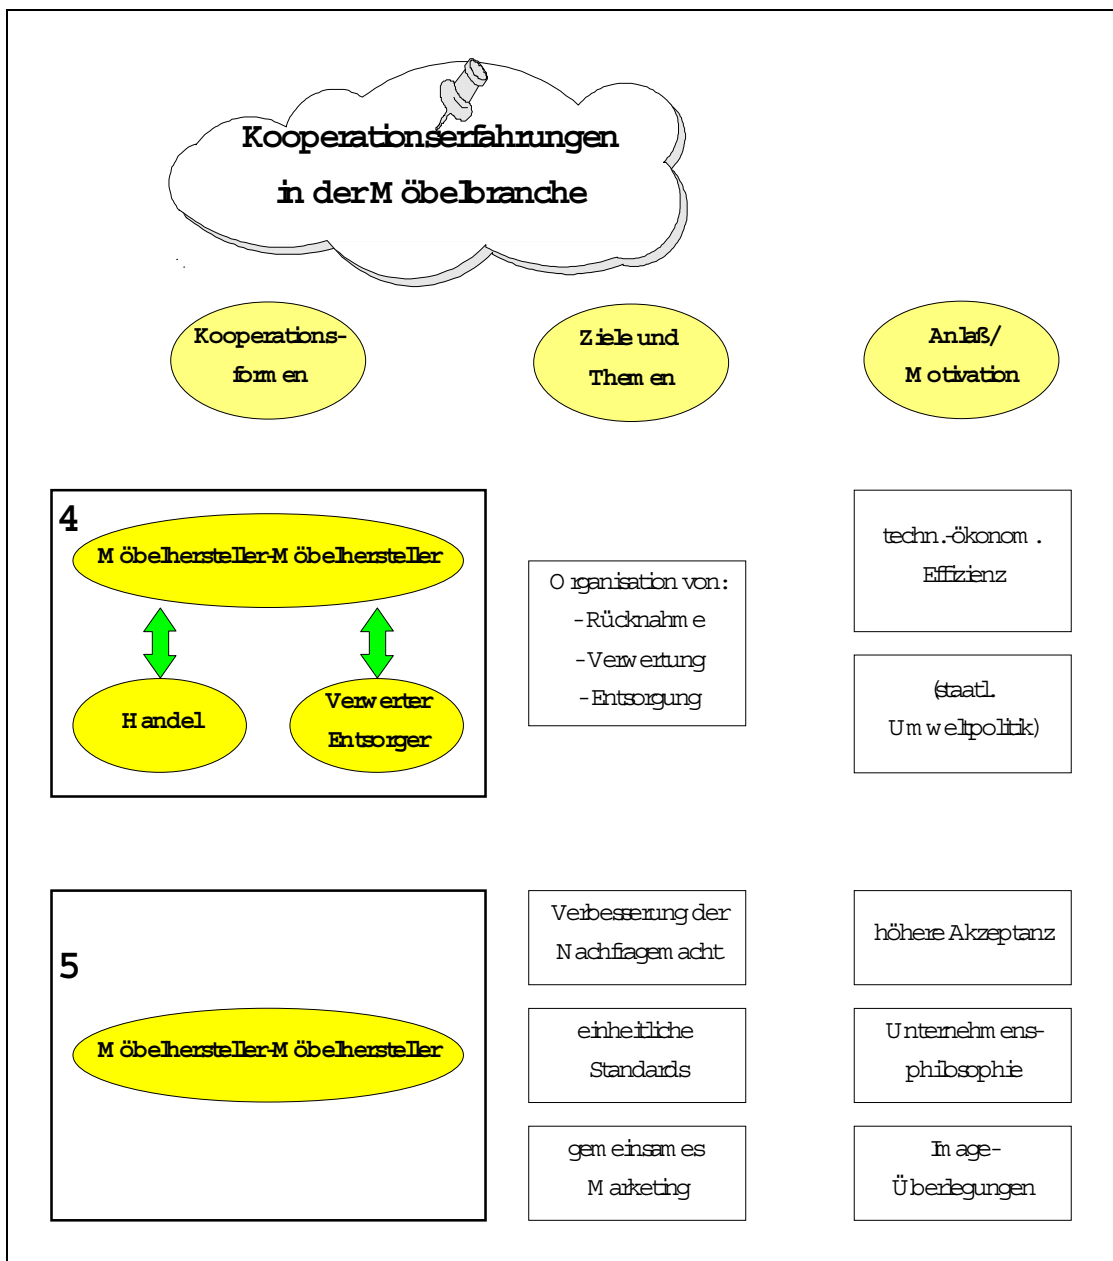 Kooperationserfahrungen
in der Möbelbranche
Kooperations-
formen
Ziele und
Themen
Anlaß/
Motivation
4
Möbelhersteller-Möbelhersteller
Handel
Verwerter
Entsorger
Organisation von:
- Rücknahme
- Verwertung
- Entsorgung
techn.-ökonom.
Effizienz
(staatl.
Umweltpolitik)
5
Möbelhersteller-Möbelhersteller
Verbesserung der
Nachfragemacht
einheitliche
Standards
gemeinsames
Marketing
höhere Akzeptanz
Unternehmens-
philosophie
Image-
Überlegungen